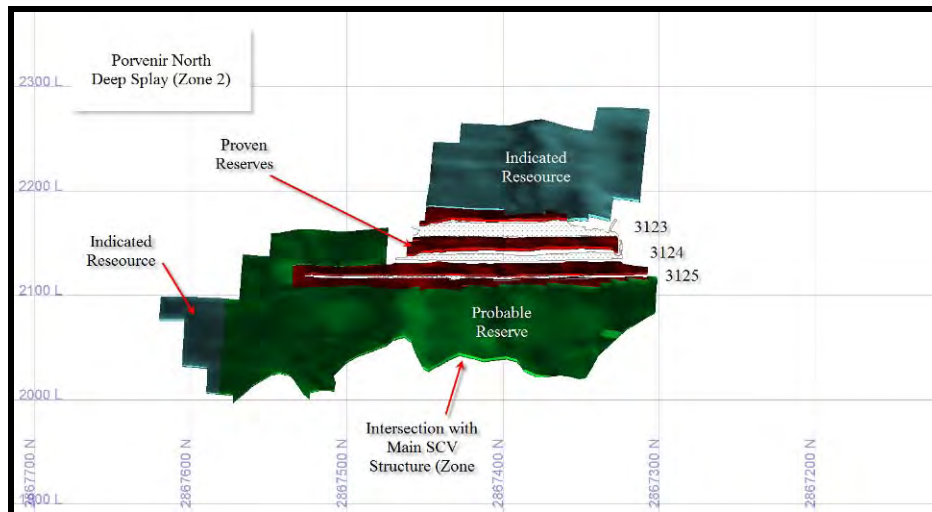 Porvenir North
Deep Splay (Zone 2)
2300 L
Proven
Reserves
Indicated
Reseource
2200 L
3123
Indicated
Reseource
3124
3125
2100 L
Probable
Reserve
2000 L
Intersection with
Main SCV
Structure (Zone
1900 L
2867700 N
2867600 N
2867500 N
2867400 N
2867300 N
2867200 N